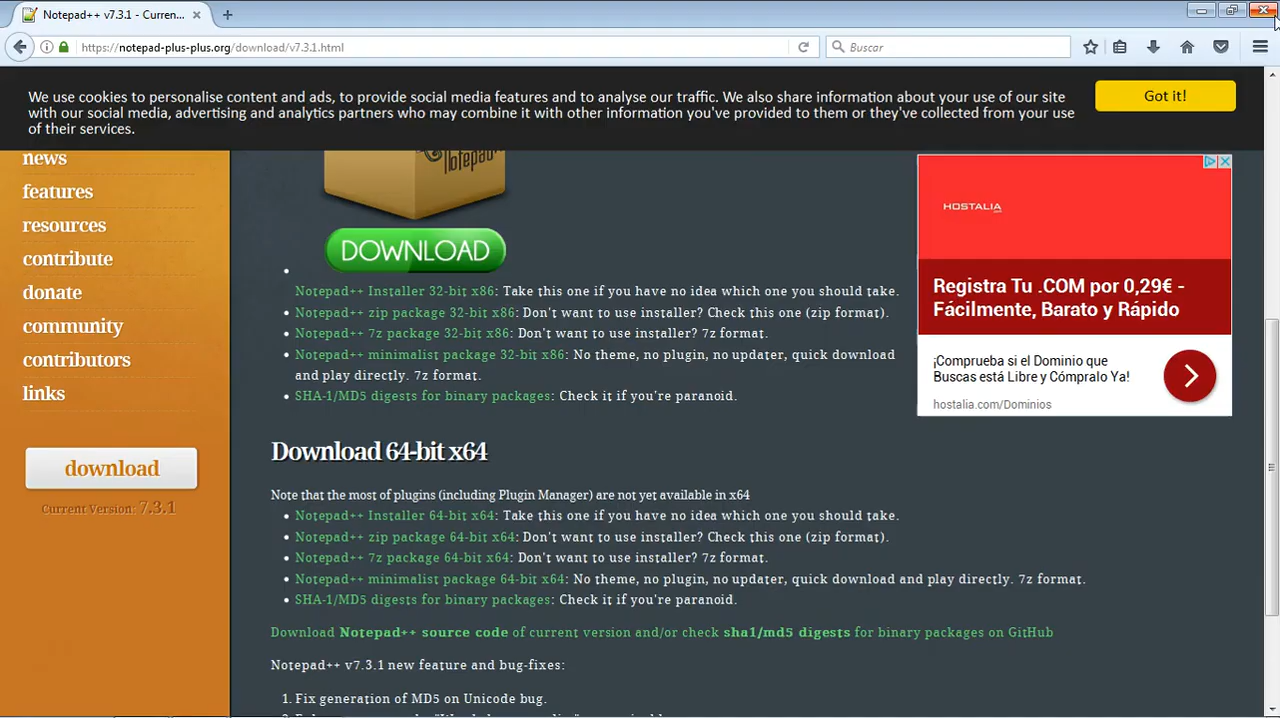 Notepad++ v7.3.1 - Curren...
https://notepad-plus-plus.org/download/v7.3.1.html
Buscar
We use cookies to personalise content and ads, to provide social media features and to analyse our traffic. We also share information about your use of our site
with our social media, advertising and analytics partners who may combine it with other information you've provided to them or they've collected from your use
of their services.
Got it!
news
features
resources
contribute
donate
community
contributors
links
download
Current Version: 7.3.1
Notepad
DOWNLOAD
Notepad++ Installer 32-bit x86: Take this one if you have no idea which one you should take.
Notepad++ zip package 32-bit x86: Don't want to use installer? Check this one (zip format).
Notepad++ 7z package 32-bit x86: Don't want to use installer? 7z format.
Notepad++ minimalist package 32-bit x86: No theme, no plugin, no updater, quick download
and play directly. 7z format.
SHA-1/MD5 digests for binary packages: Check it if you're paranoid.
HOSTALIA
Registra Tu .COM por 0,29€ -
Fácilmente, Barato y Rápido
¡Comprueba si el Dominio que
Buscas está Libre y Cómpralo Ya!
hostalia.com/Dominios
Download 64-bit x64
Note that the most of plugins (including Plugin Manager) are not yet available in x64
Notepad++ Installer 64-bit x64: Take this one if you have no idea which one you should take.
Notepad++ zip package 64-bit x64: Don't want to use installer? Check this one (zip format).
Notepad++ 7z package 64-bit x64: Don't want to use installer? 7z format.
Notepad++ minimalist package 64-bit x64: No theme, no plugin, no updater, quick download and play directly. 7z format.
SHA-1/MD5 digests for binary packages: Check it if you're paranoid.
Download Notepad++ source code of current version and/or check sha1/md5 digests for binary packages on GitHub
Notepad++ v7.3.1 new feature and bug-fixes:
1. Fix generation of MD5 on Unicode bug.